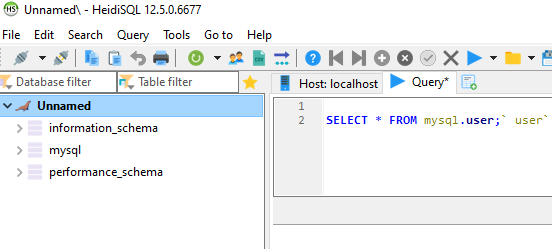 HS Unnamed\ - HeidiSQL 12.5.0.6677
File Edit Search Query Tools Go to Help
Database filter Table filter Host: localhost Query*
Unnamed
information_schema
mysql
performance_schema
1
2 SELECT * FROM mysql.user;` user`